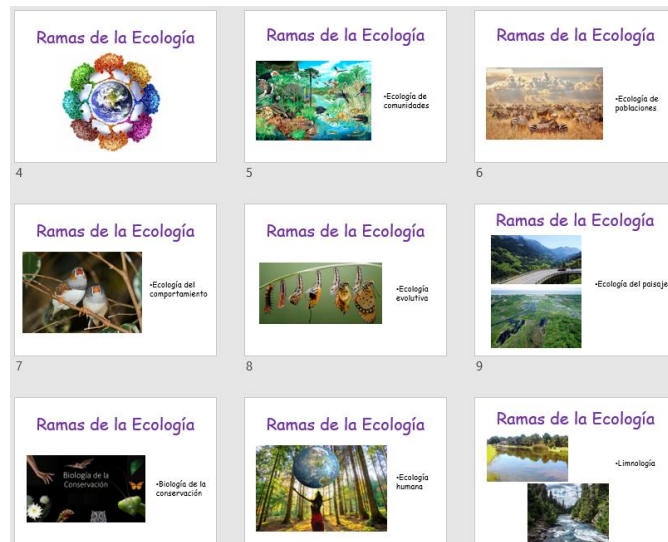 Ramas de la Ecología
4
Ramas de la Ecología
•Ecología de
comunidades
5
Ramas de la Ecología
•Ecología de
poblaciones
6
Ramas de la Ecología
•Ecología del
comportamiento
7
Ramas de la Ecología
•Ecología
evolutiva
8
Ramas de la Ecología
•Ecología del paisaje
9
Ramas de la Ecología
Biología de la
Conservación
•Biología de la
conservación
Ramas de la Ecología
•Ecología
humana
Ramas de la Ecología
•Limnología